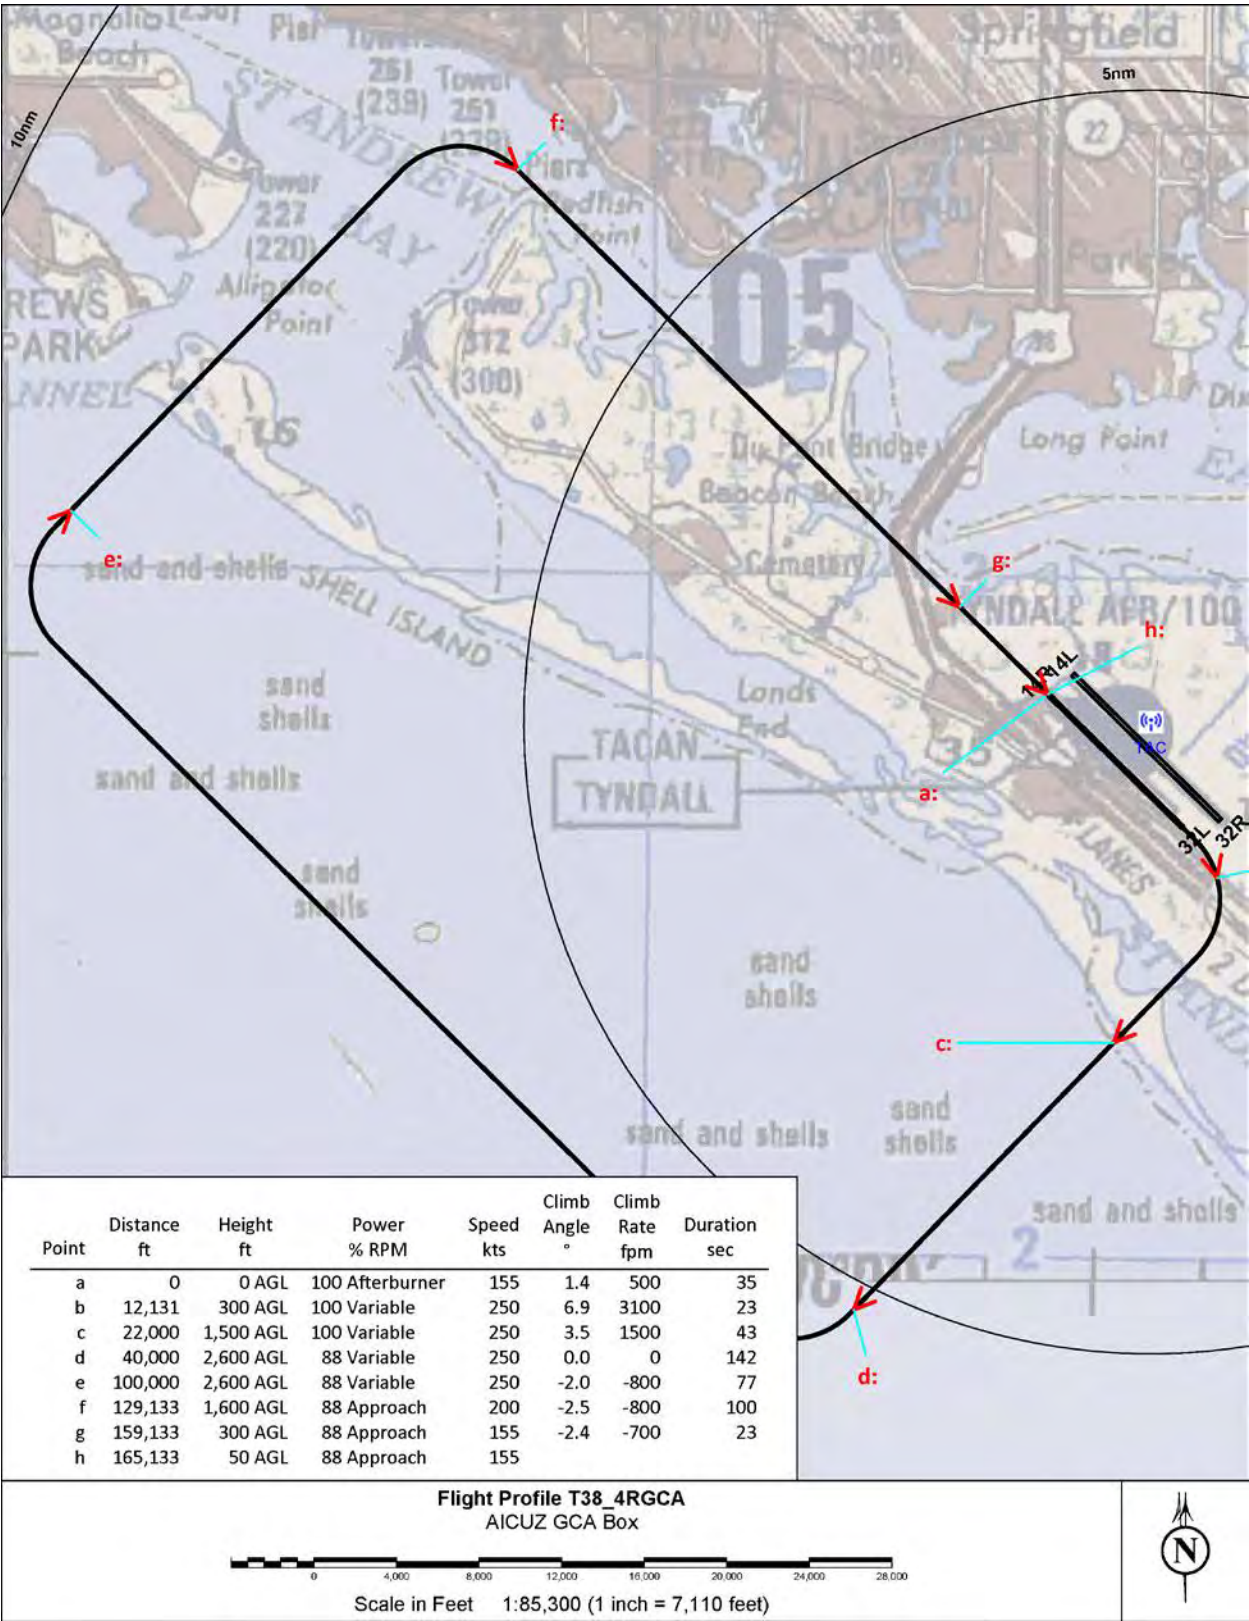 Magnolia
Beach
(236)
Pier
Towers
251
(239)
Tower
251
Springfield
5nm
10nm
22
ST ANDREW BAY
f:
Piers
Redfish
Point
Tower
227
(220)
Alligator
Point
Parker
REWS
PARK
NNEL
05
98
Tower
312
(300)
Du Pont Bridge
Long Point
Beacon Beach
e:
sand and shells
SHELL ISLAND
Cemetery
g:
TYNDALL AFB/100
h:
14L
sand
shells
Lands
End
TAC
TACAN
TYNDALL
35
sand and shells
a:
32L
32R
LANES
sand
shells
sand
shells
c:
sand
shells
sand and shells
sand and shells
2
d:
Point Distance ft Height ft Power % RPM Speed kts Climb Angle ° Climb Rate fpm Duration sec
a 0 0 AGL 100 Afterburner 155 1.4 500 35
b 12,131 300 AGL 100 Variable 250 6.9 3100 23
c 22,000 1,500 AGL 100 Variable 250 3.5 1500 43
d 40,000 2,600 AGL 88 Variable 250 0.0 0 142
e 100,000 2,600 AGL 88 Variable 250 -2.0 -800 77
f 129,133 1,600 AGL 88 Approach 200 -2.5 -800 100
g 159,133 300 AGL 88 Approach 155 -2.4 -700 23
h 165,133 50 AGL 88 Approach 155
Flight Profile T38_4RGCA
AICUZ GCA Box
0 4,000 8,000 12,000 16,000 20,000 24,000 28,000
Scale in Feet 1:85,300 (1 inch = 7,110 feet)
N